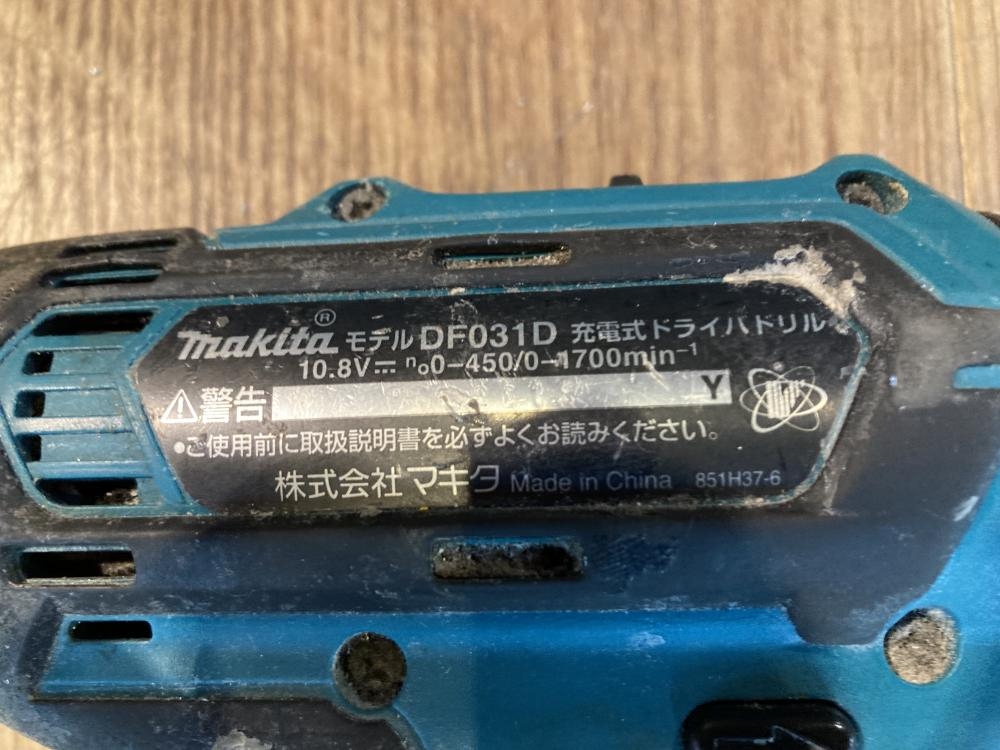 makita® モデル DF031D 充電式ドライバドリル
10.8V⎓ n₀0-450/0-1700min⁻¹
⚠警告 Y
•ご使用前に取扱説明書を必ずよくお読みください。
株式会社マキタ Made in China 851H37-6